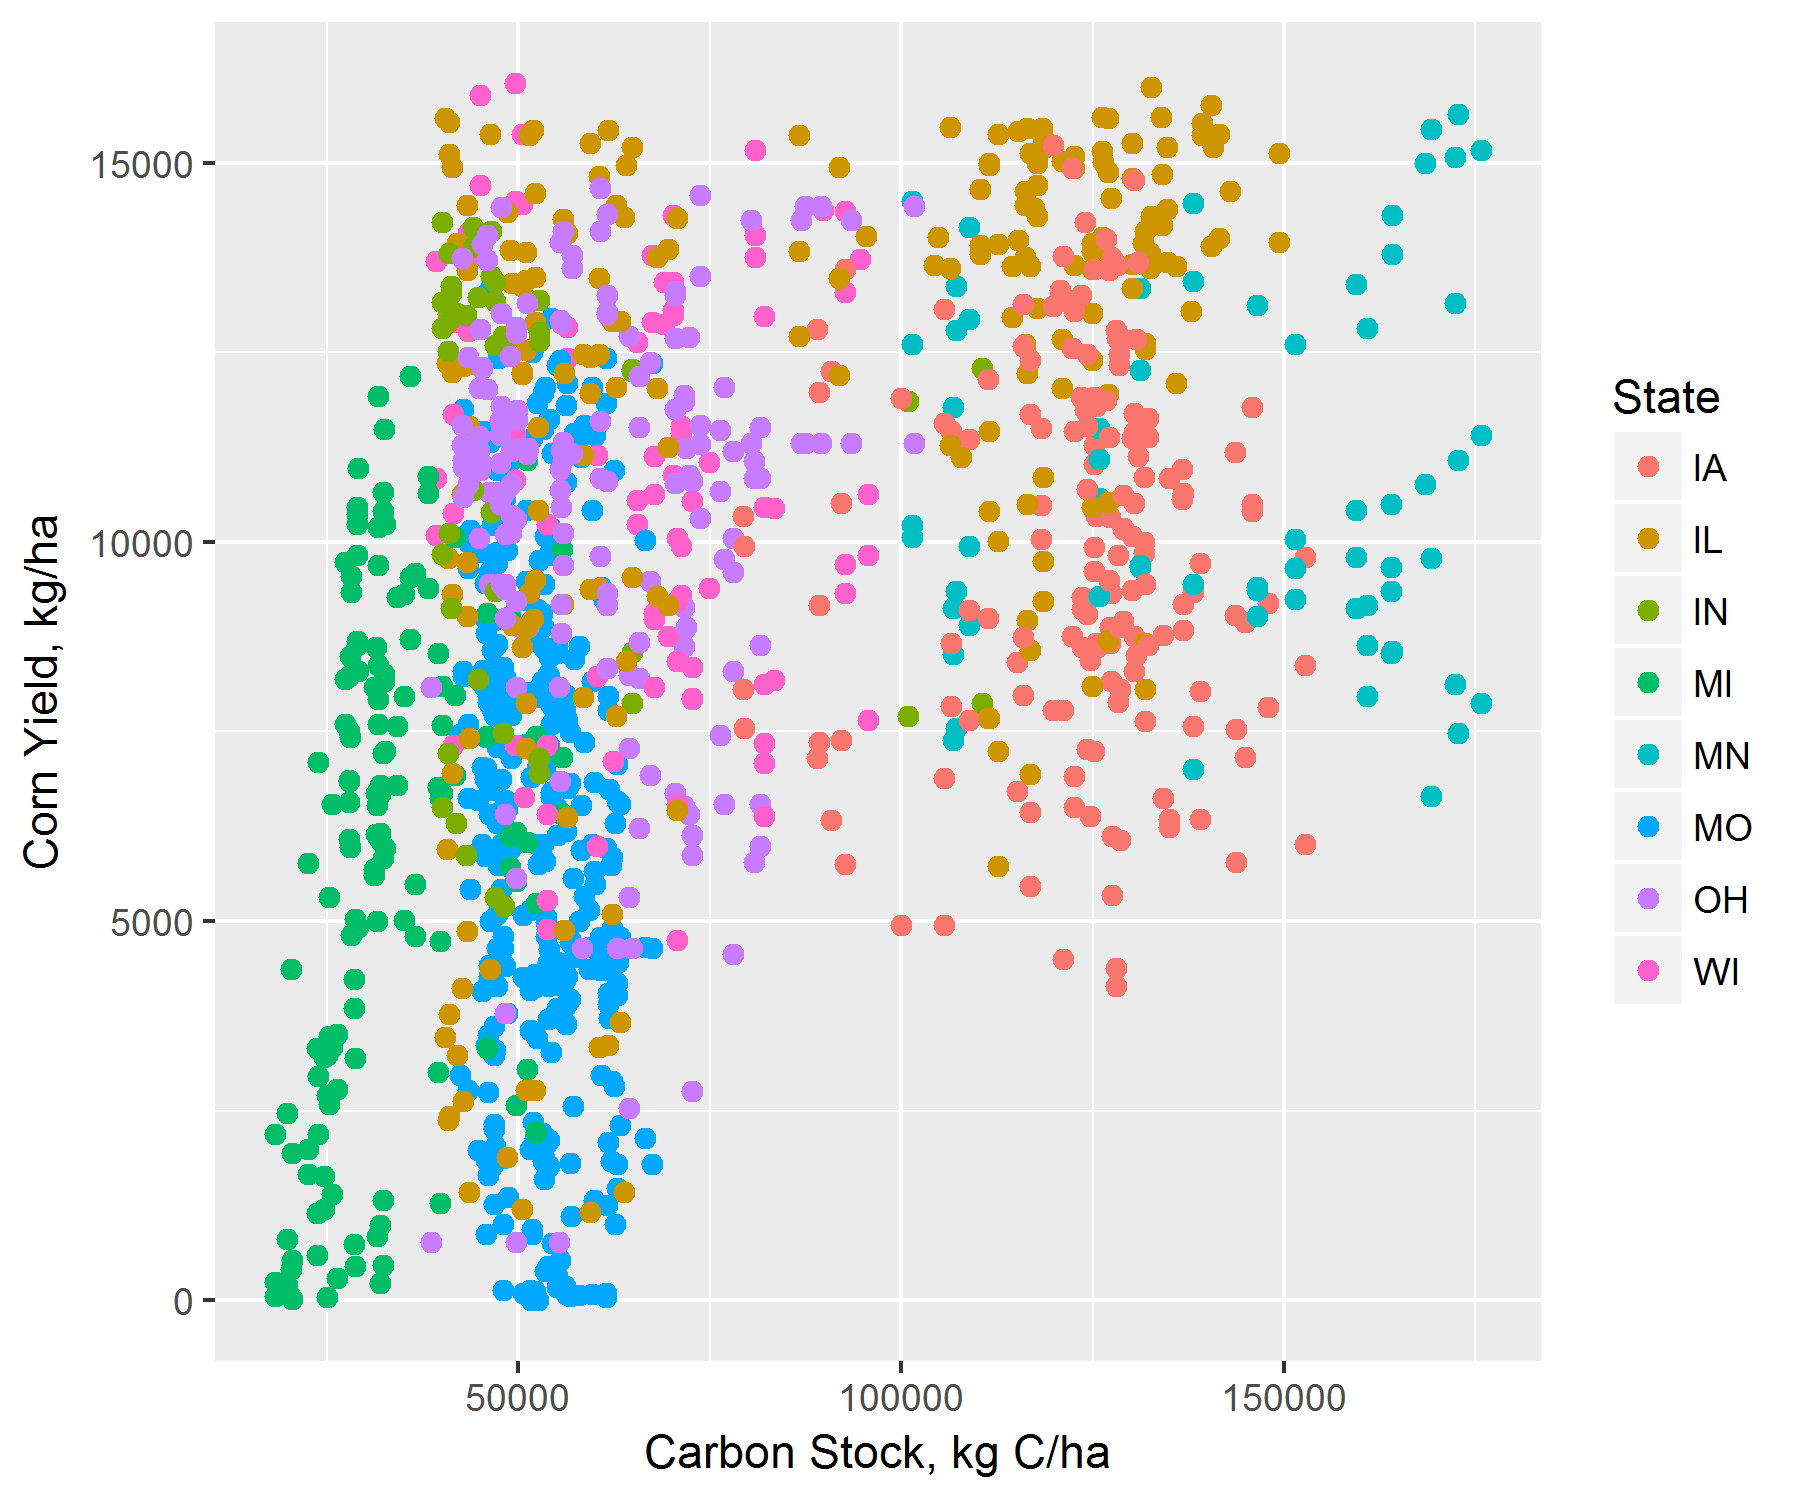 15000
10000
5000
0
50000
100000
150000
Carbon Stock, kg C/ha
Corn Yield, kg/ha
State
IA
IL
IN
MI
MN
MO
OH
WI